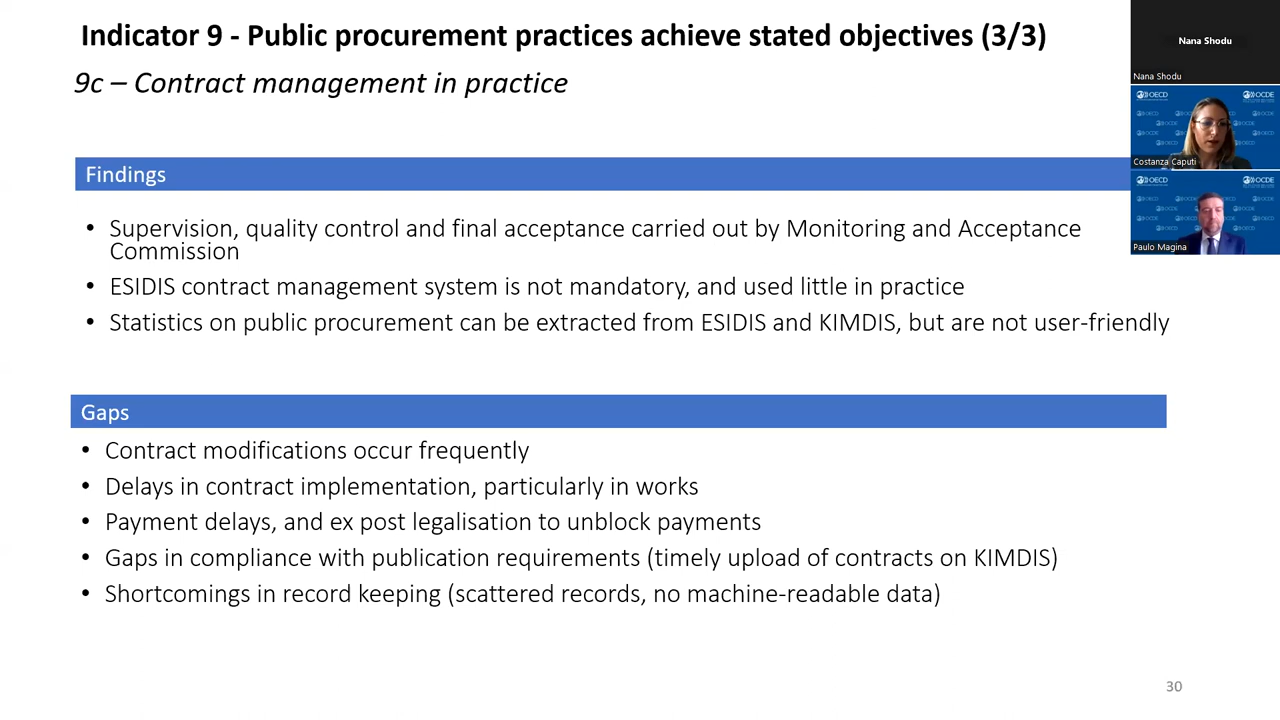 Indicator 9 - Public procurement practices achieve stated objectives (3/3)
9c – Contract management in practice
Findings
• Supervision, quality control and final acceptance carried out by Monitoring and Acceptance
Commission
• ESIDIS contract management system is not mandatory, and used little in practice
• Statistics on public procurement can be extracted from ESIDIS and KIMDIS, but are not user-friendly
Gaps
• Contract modifications occur frequently
• Delays in contract implementation, particularly in works
• Payment delays, and ex post legalisation to unblock payments
• Gaps in compliance with publication requirements (timely upload of contracts on KIMDIS)
• Shortcomings in record keeping (scattered records, no machine-readable data)
30
Nana Shodu
Nana Shodu
OECD
OCDE
Costanza Caputi
OECD
OCDE
Paulo Magina